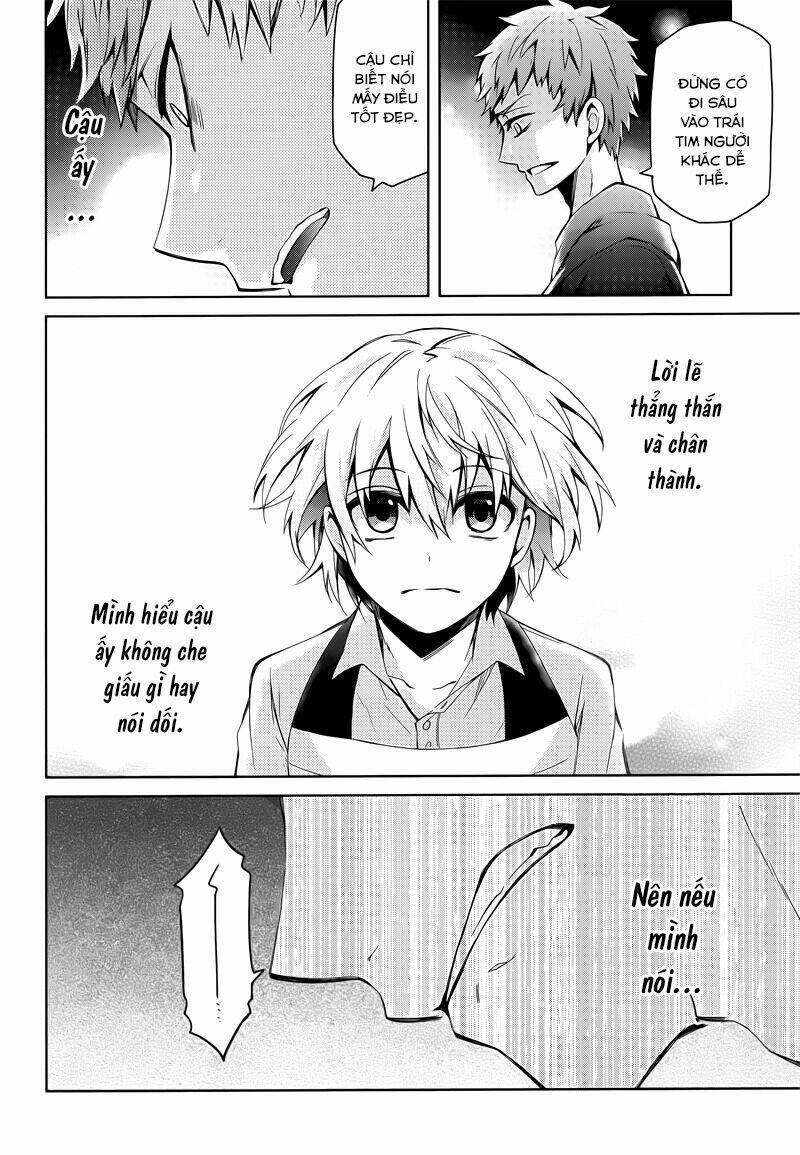 ĐỪNG CÓ
ĐI SÂU
VÀO TRÁI
TIM NGƯỜI
KHÁC DỄ
THẾ.
CẬU CHỈ
BIẾT NÓI
MẤY ĐIỀU
TỐT ĐẸP.
Cậu
ấy
...
Lời lẽ
thẳng thắn
và chân
thành.
Mình hiểu cậu
ấy không che
giấu gì hay
nói dối.
Nên nếu
mình
nói...